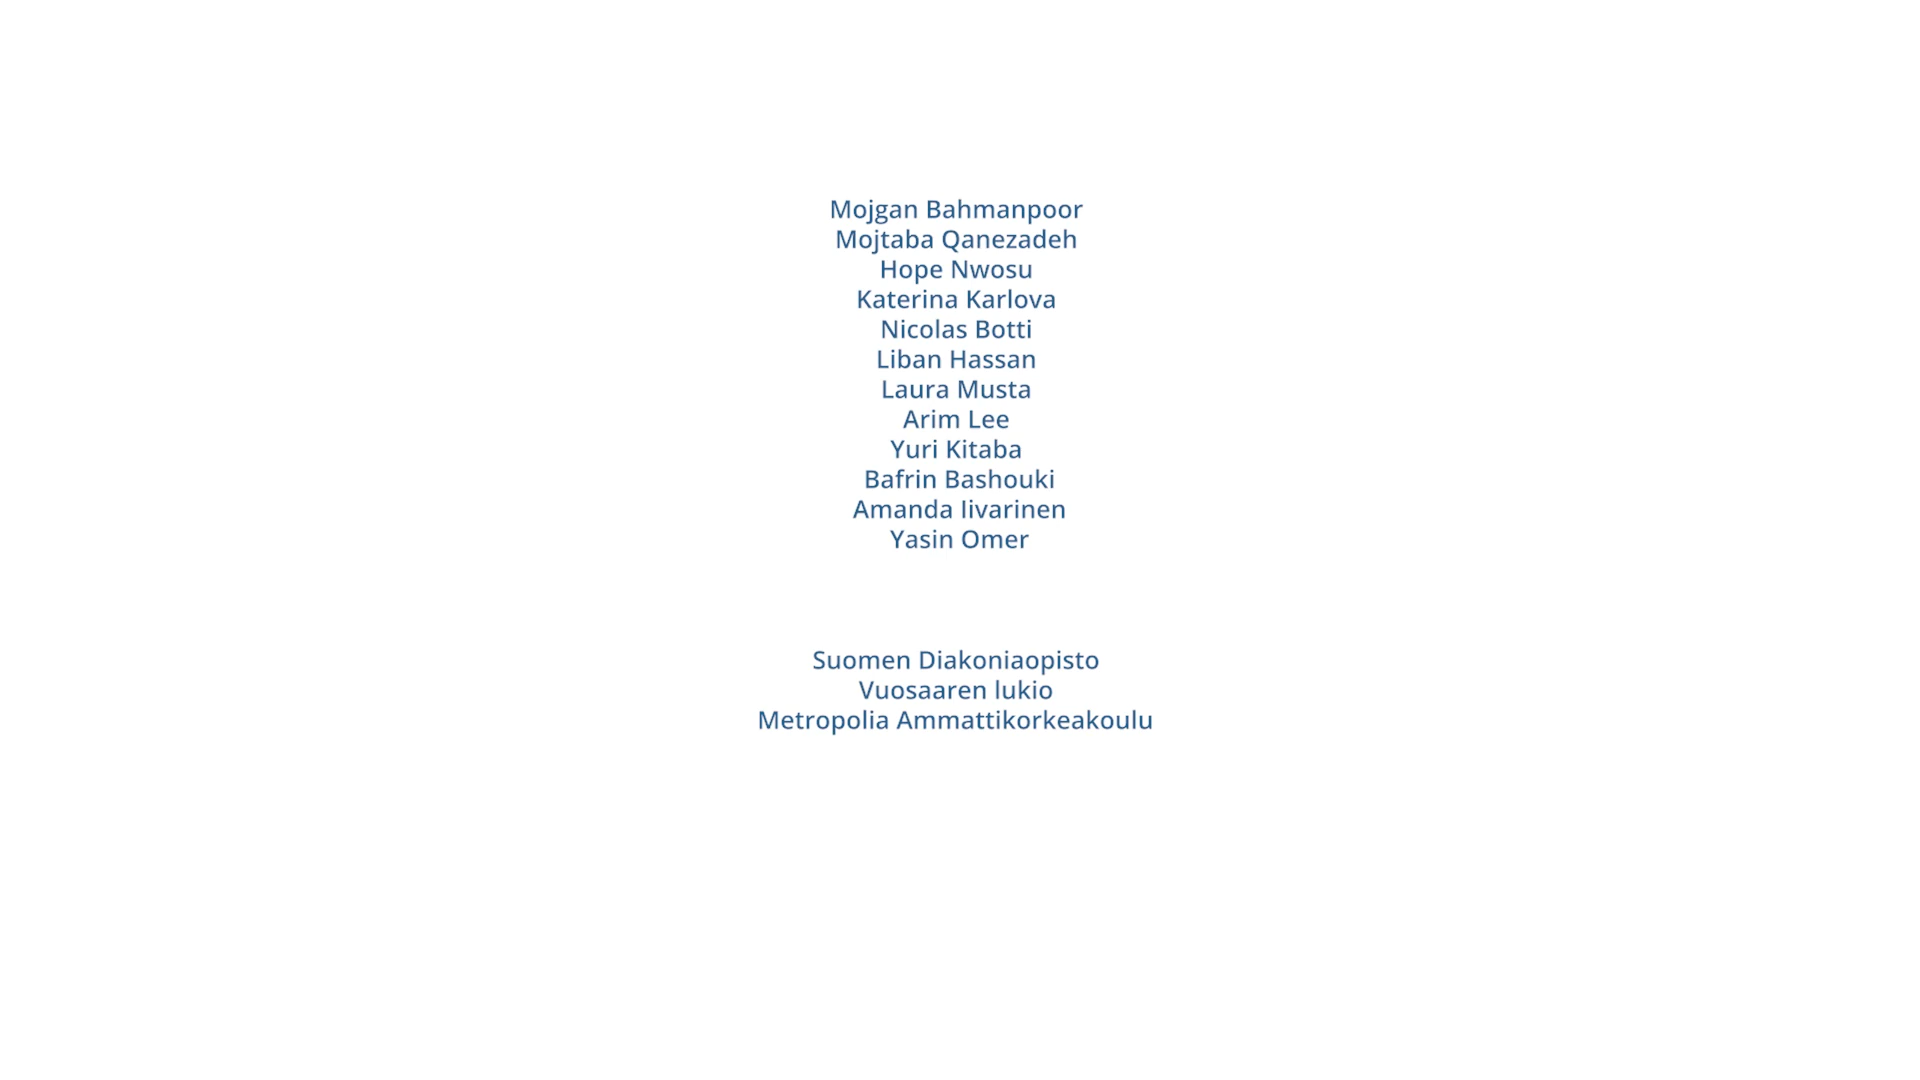 Mojgan Bahmanpoor
Mojtaba Qanezadeh
Hope Nwosu
Katerina Karlova
Nicolas Botti
Liban Hassan
Laura Musta
Arim Lee
Yuri Kitaba
Bafrin Bashouki
Amanda Iivarinen
Yasin Omer
Suomen Diakoniaopisto
Vuosaaren lukio
Metropolia Ammattikorkeakoulu